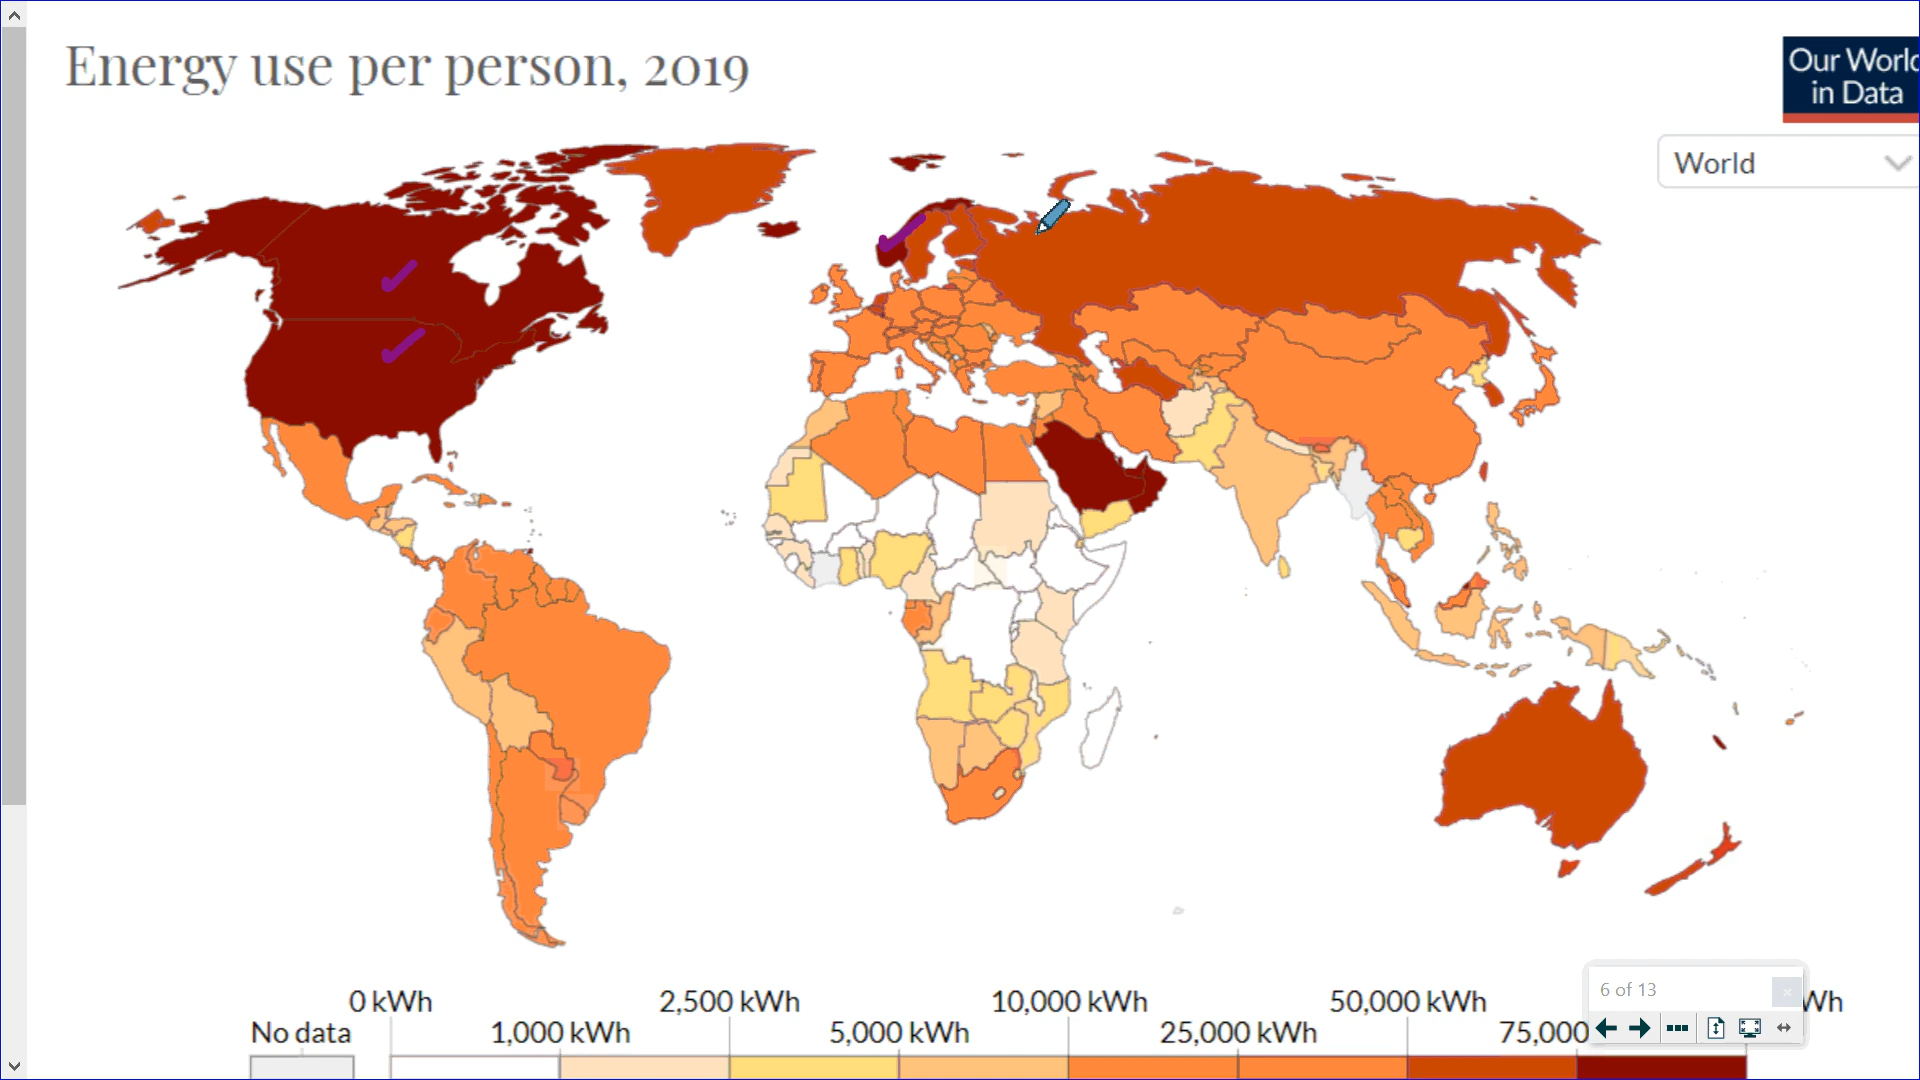 Energy use per person, 2019
Our World
in Data
World
0 kWh
2,500 kWh
10,000 kWh
50,000 kWh
Wh
No data
1,000 kWh
5,000 kWh
25,000 kWh
75,000
6 of 13